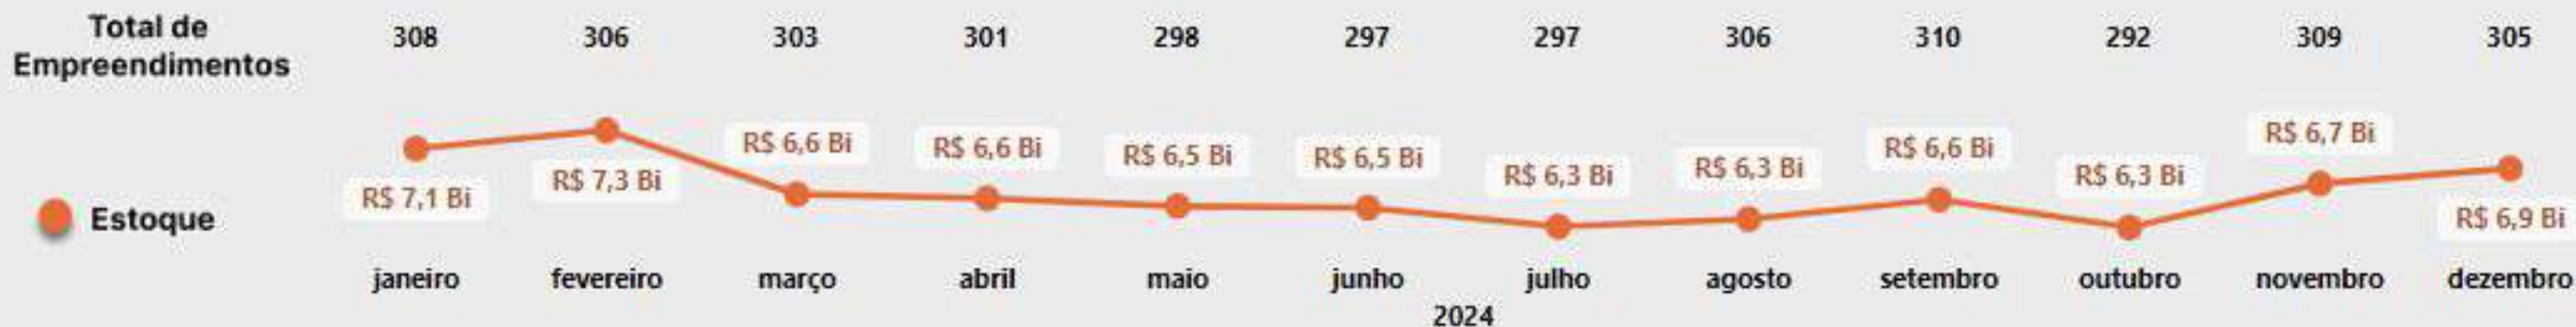 Total de
Empreendimentos
308 306 303 301 298 297 297 306 310 292 309 305
R$ 7,1 Bi R$ 7,3 Bi R$ 6,6 Bi R$ 6,6 Bi R$ 6,5 Bi R$ 6,5 Bi R$ 6,3 Bi R$ 6,3 Bi R$ 6,6 Bi R$ 6,3 Bi R$ 6,7 Bi R$ 6,9 Bi
Estoque
janeiro fevereiro março abril maio junho julho agosto setembro outubro novembro dezembro
2024